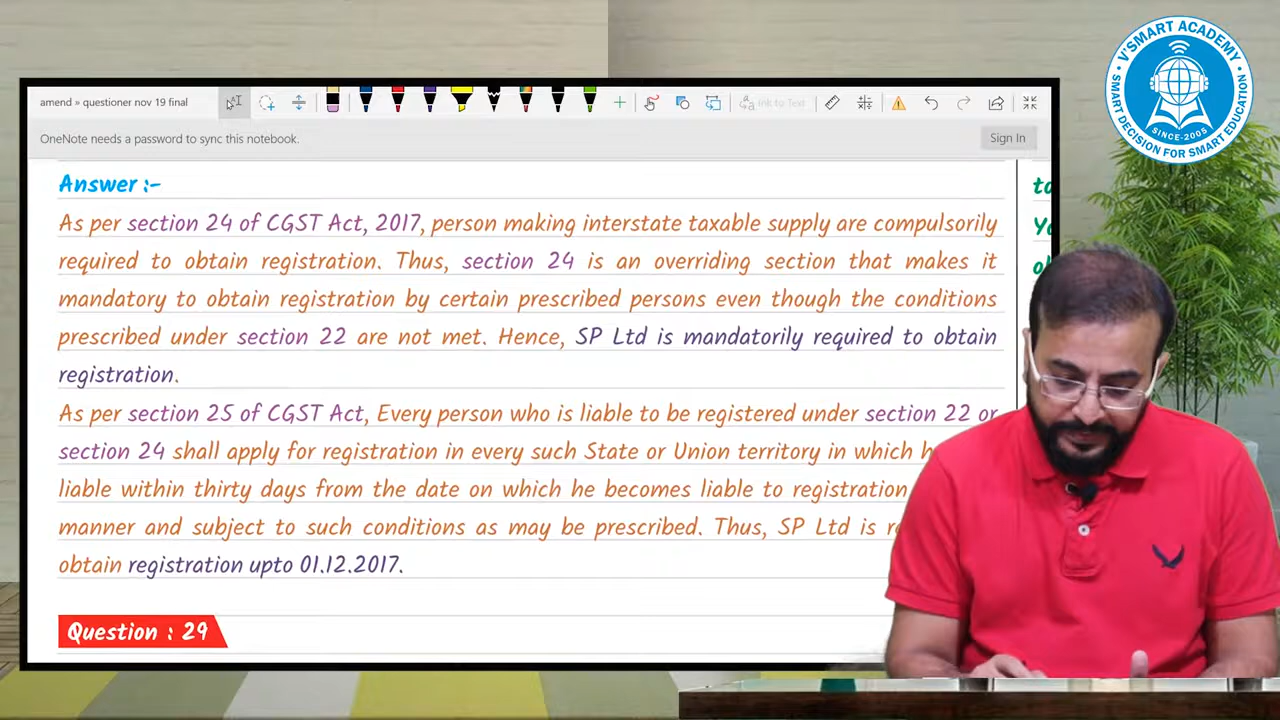 V'SMART ACADEMY
SINCE-2005
SMART DECISION FOR SMART EDUCATION
amend » questioner nov 19 final
Ink to Text
OneNote needs a password to sync this notebook.
Sign In
Answer :-
As per section 24 of CGST Act, 2017, person making interstate taxable supply are compulsorily
required to obtain registration. Thus, section 24 is an overriding section that makes it
mandatory to obtain registration by certain prescribed persons even though the conditions
prescribed under section 22 are not met. Hence, SP Ltd is mandatorily required to obtain
registration.
As per section 25 of CGST Act, Every person who is liable to be registered under section 22 or
section 24 shall apply for registration in every such State or Union territory in which
liable within thirty days from the date on which he becomes liable to registration
manner and subject to such conditions as may be prescribed. Thus, SP Ltd is
obtain registration upto 01.12.2017.
Question : 29